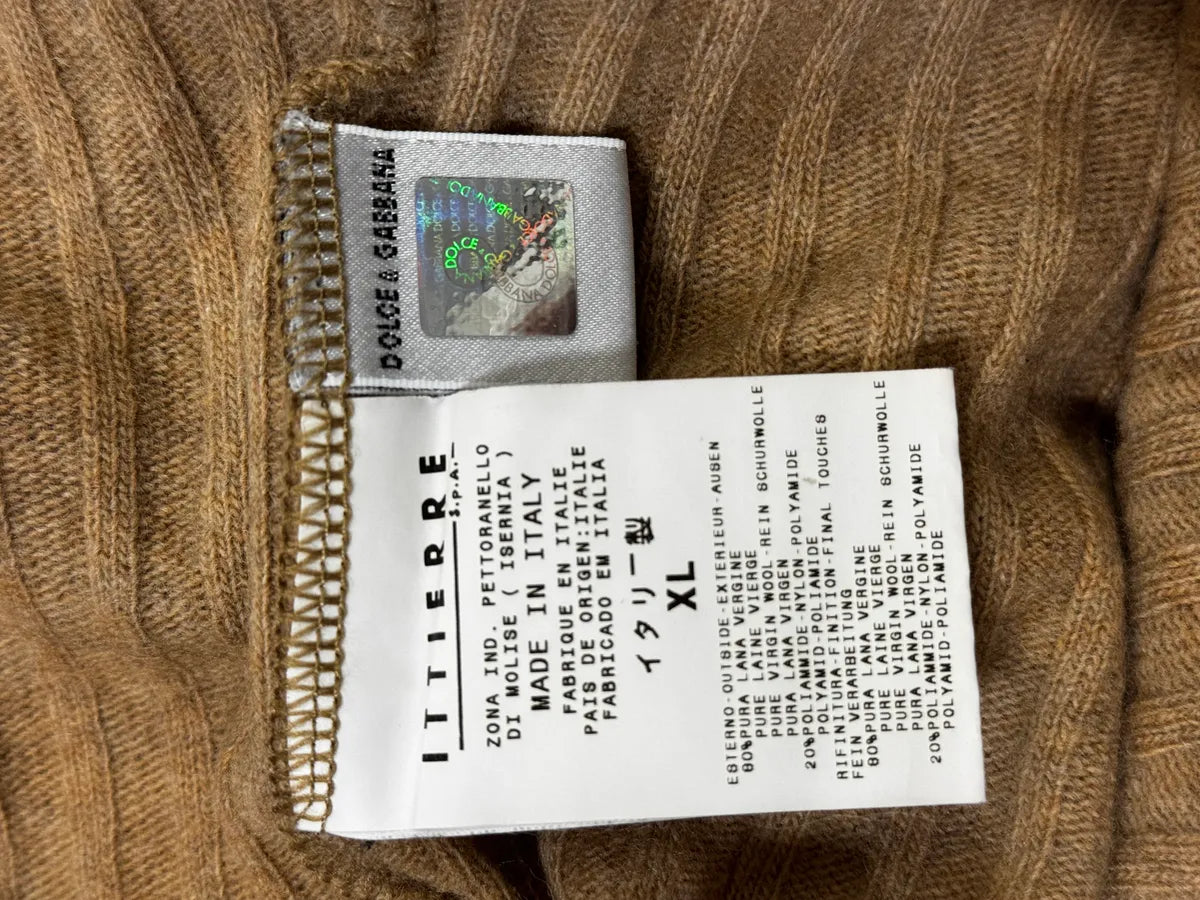 DOLCE & GABBANA
DOLCE
ITTIERRE
S.P.A.
ZONA IND. PETTORANELLO
DI MOLISE ( ISERNIA )
MADE IN ITALY
FABRIQUE EN ITALIE
PAIS DE ORIGEN:ITALIE
FABRICADO EM ITALIA
イタリー製
XL
ESTERNO-OUTSIDE-EXTERIEUR-AUSEN
80%PURA LANA VERGINE
PURE LAINE VIERGE
PURE VIRGIN WOOL-REIN SCHURWOLLE
PURA LANA VIRGEN
20%POLIAMMIDE-NYLON-POLYAMIDE
POLYAMID-POLIAMIDE
RIFINITURA-FINITION-FINAL TOUCHES
FEIN VERARBEITUNG
80%PURA LANA VERGINE
PURE LAINE VIERGE
PURE VIRGIN WOOL-REIN SCHURWOLLE
PURA LANA VIRGEN
20%POLIAMMIDE-NYLON-POLYAMIDE
POLYAMID-POLIAMIDE